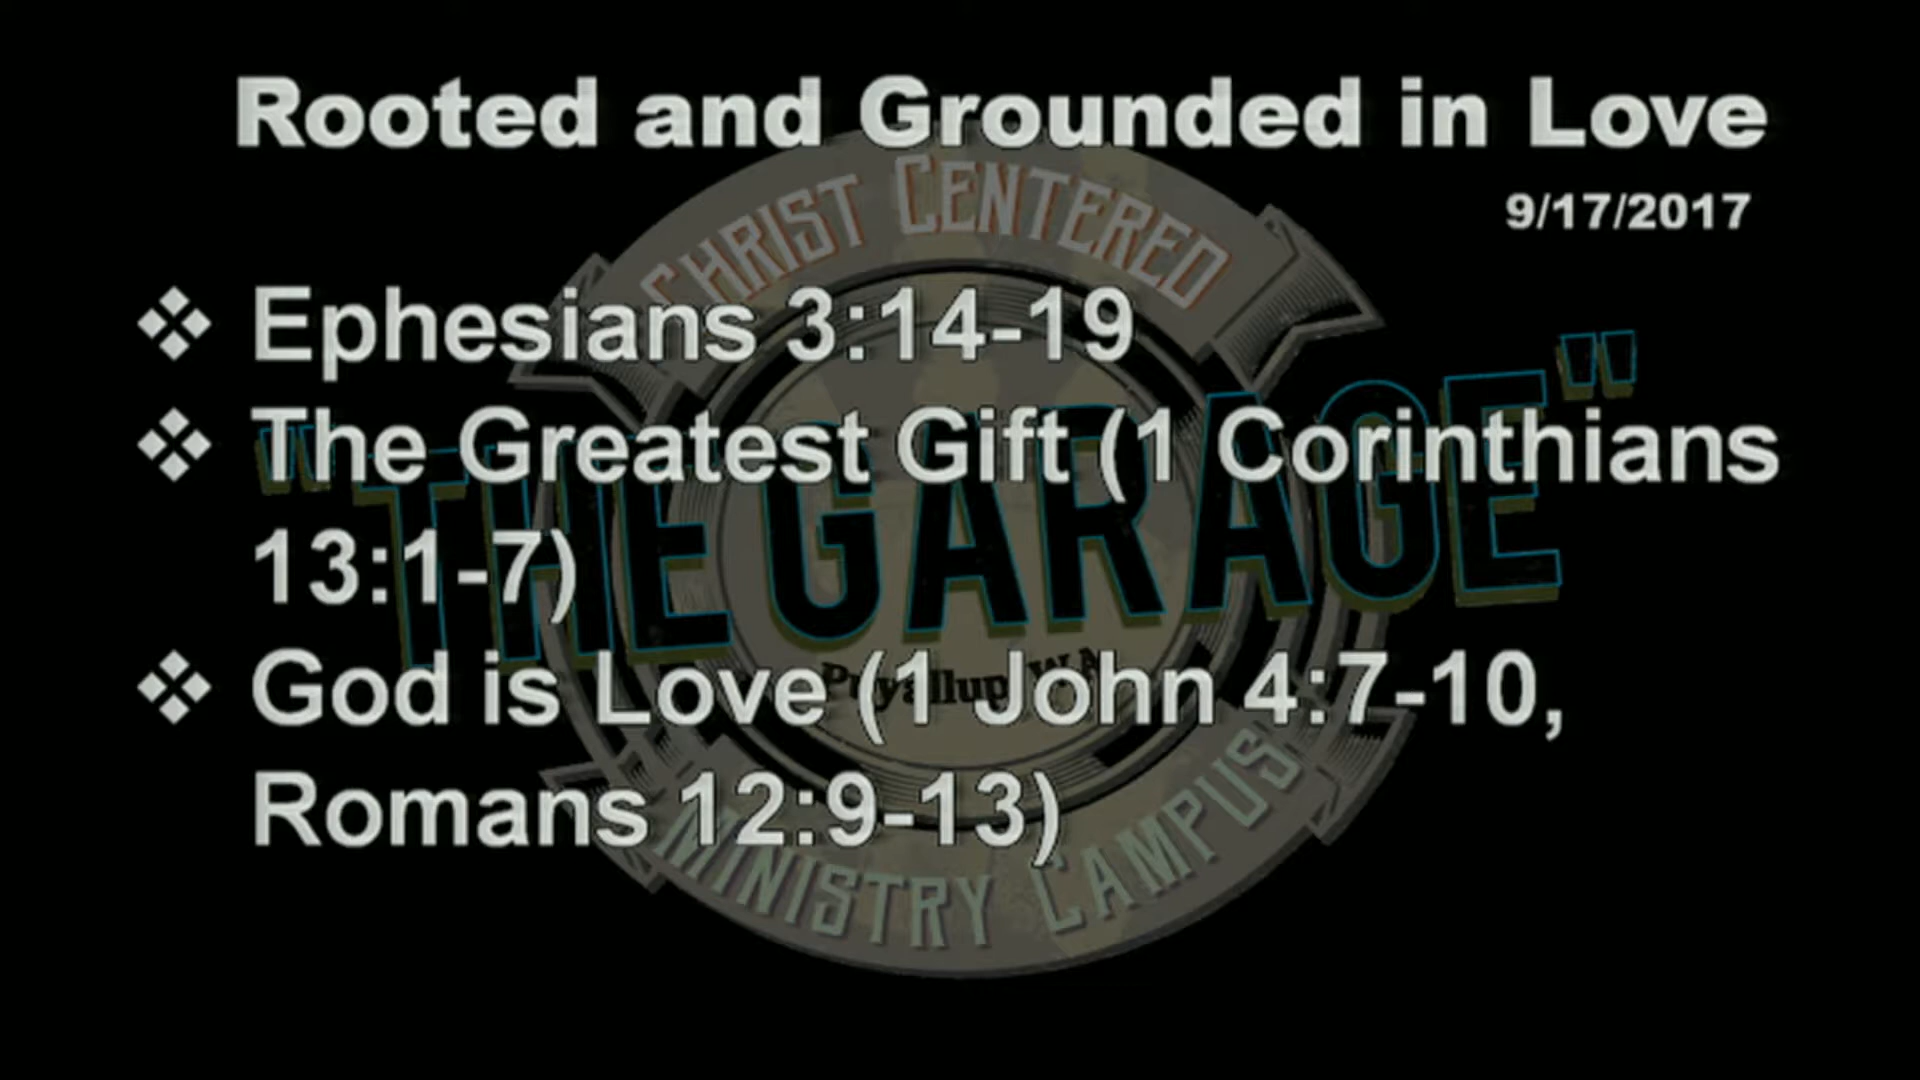 Rooted and Grounded in Love
9/17/2017
CHRIST CENTERED
❖ Ephesians 3:14-19
❖ The Greatest Gift (1 Corinthians
13:1-7)
"THE GARAGE"
Puyallup, WA
❖ God is Love (1 John 4:7-10,
Romans 12:9-13)
MINISTRY CAMPUS